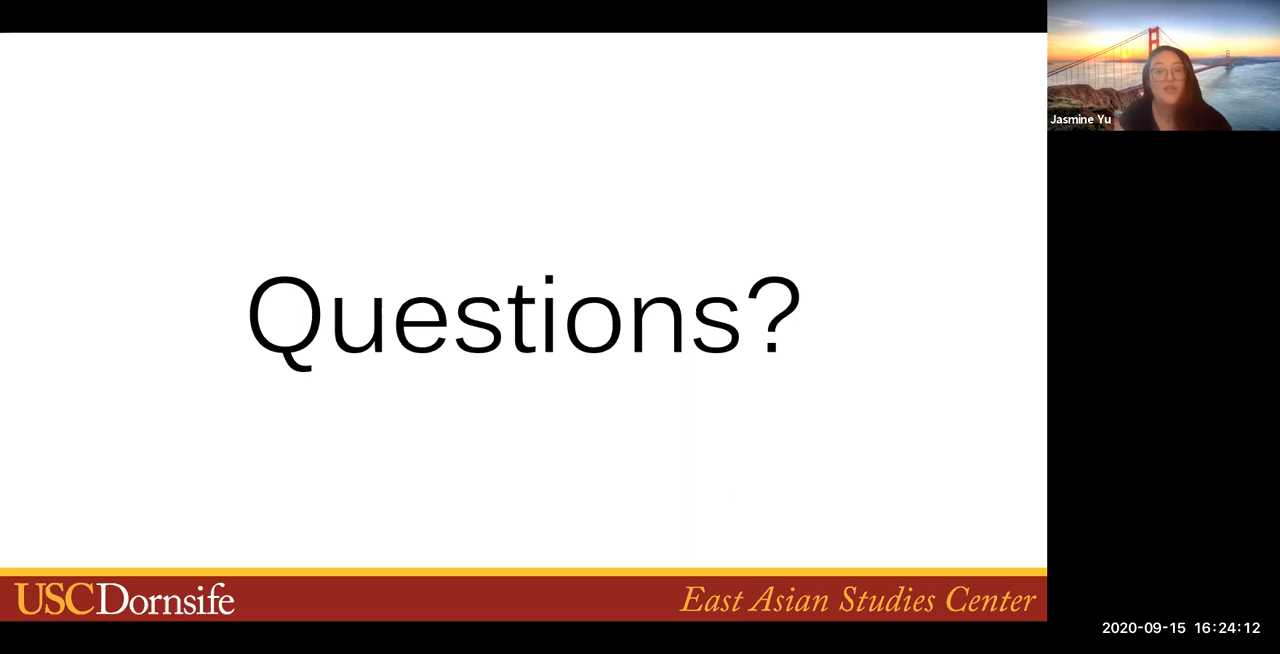 Jasmine Yu
Questions?
USCDornsife
East Asian Studies Center
2020-09-15 16:24:12